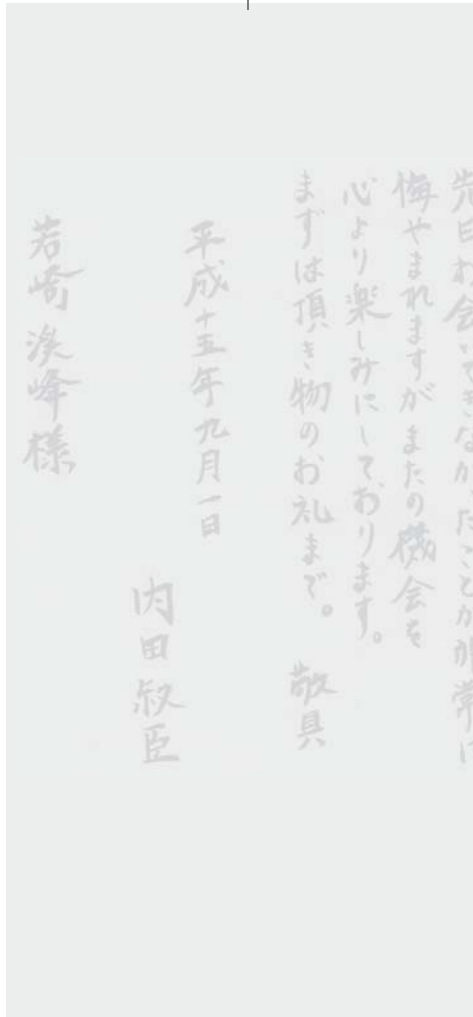 先日お会いできなかったことが非常に
悔やまれますがまたの機会を
心より楽しみにしております。
まずは頂き物のお礼まで。 敬具
平成十五年九月一日
内田叙臣
若崎渓峰様